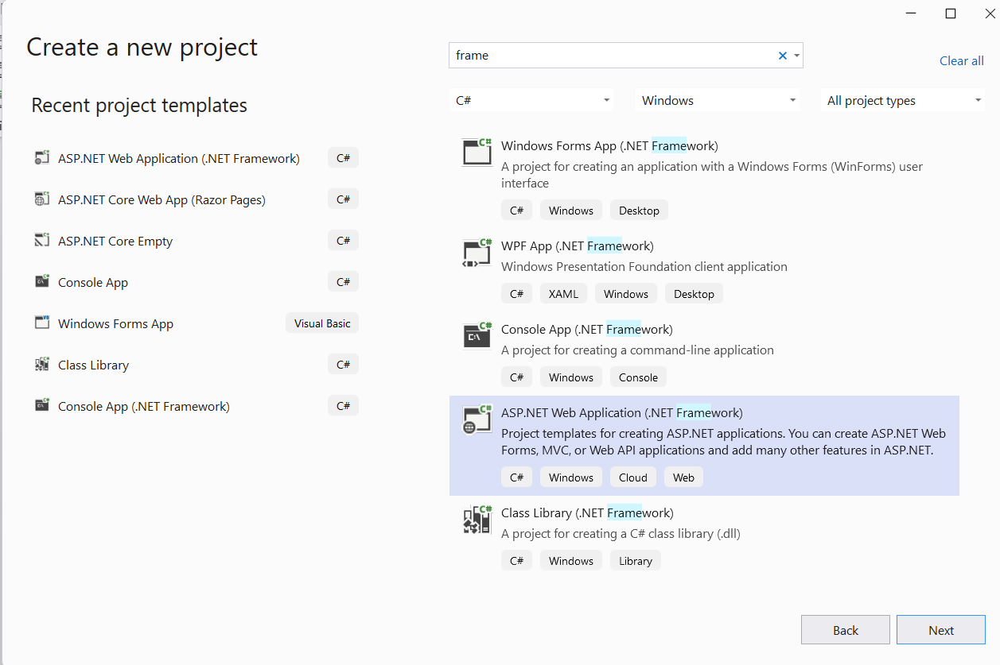 Create a new project
frame
Clear all
C#
Windows
All project types
Recent project templates
ASP.NET Web Application (.NET Framework)
C#
ASP.NET Core Web App (Razor Pages)
C#
ASP.NET Core Empty
C#
Console App
C#
Windows Forms App
Visual Basic
Class Library
C#
Console App (.NET Framework)
C#
Windows Forms App (.NET Framework)
A project for creating an application with a Windows Forms (WinForms) user
interface
C#
Windows
Desktop
WPF App (.NET Framework)
Windows Presentation Foundation client application
C#
XAML
Windows
Desktop
Console App (.NET Framework)
A project for creating a command-line application
C#
Windows
Console
ASP.NET Web Application (.NET Framework)
Project templates for creating ASP.NET applications. You can create ASP.NET Web
Forms, MVC, or Web API applications and add many other features in ASP.NET.
C#
Windows
Cloud
Web
Class Library (.NET Framework)
A project for creating a C# class library (.dll)
C#
Windows
Library
Back
Next